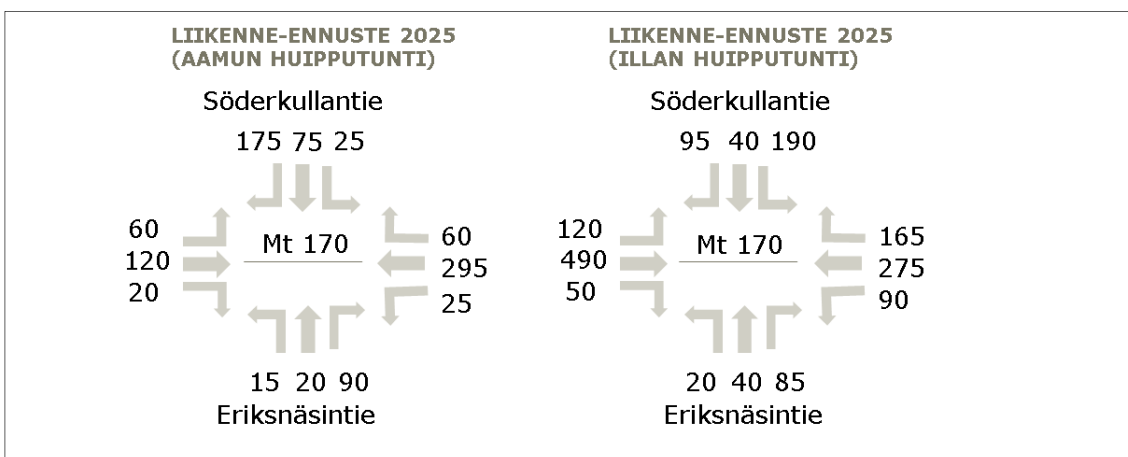 LIIKENNE-ENNUSTE 2025
(AAMUN HUIPPUTUNTI)
Söderkullantie
175 75 25
60
120
20
Mt 170
60
295
25
15 20 90
Eriksnäsintie
LIIKENNE-ENNUSTE 2025
(ILLAN HUIPPUTUNTI)
Söderkullantie
95 40 190
120
490
50
Mt 170
165
275
90
20 40 85
Eriksnäsintie